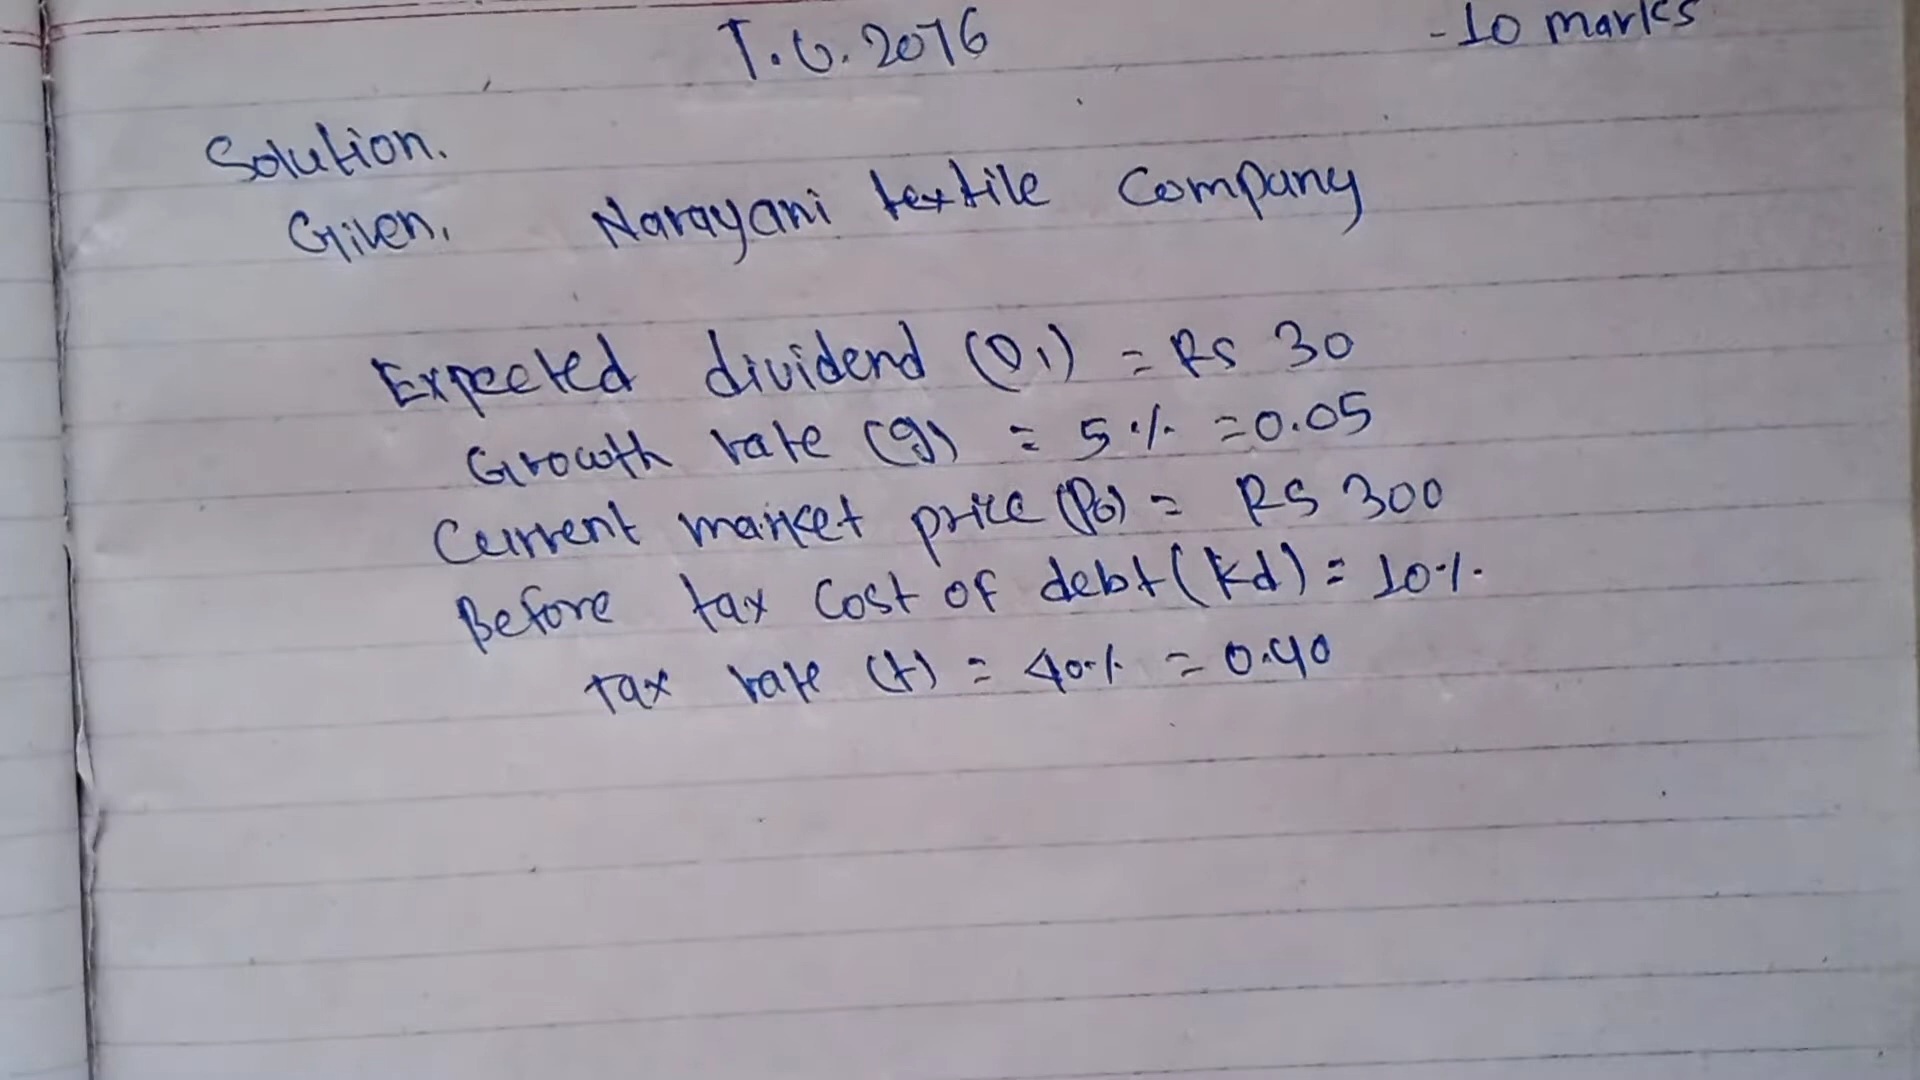 T.U. 2076
- 10 marks
Solution.
Given, Narayani textile Company
Expected dividend (D1) = RS 30
Growth rate (g) = 5% = 0.05
Current market price (P0) = RS 300
Before tax Cost of debt (kd) = 10%
tax rate (t) = 40% = 0.40